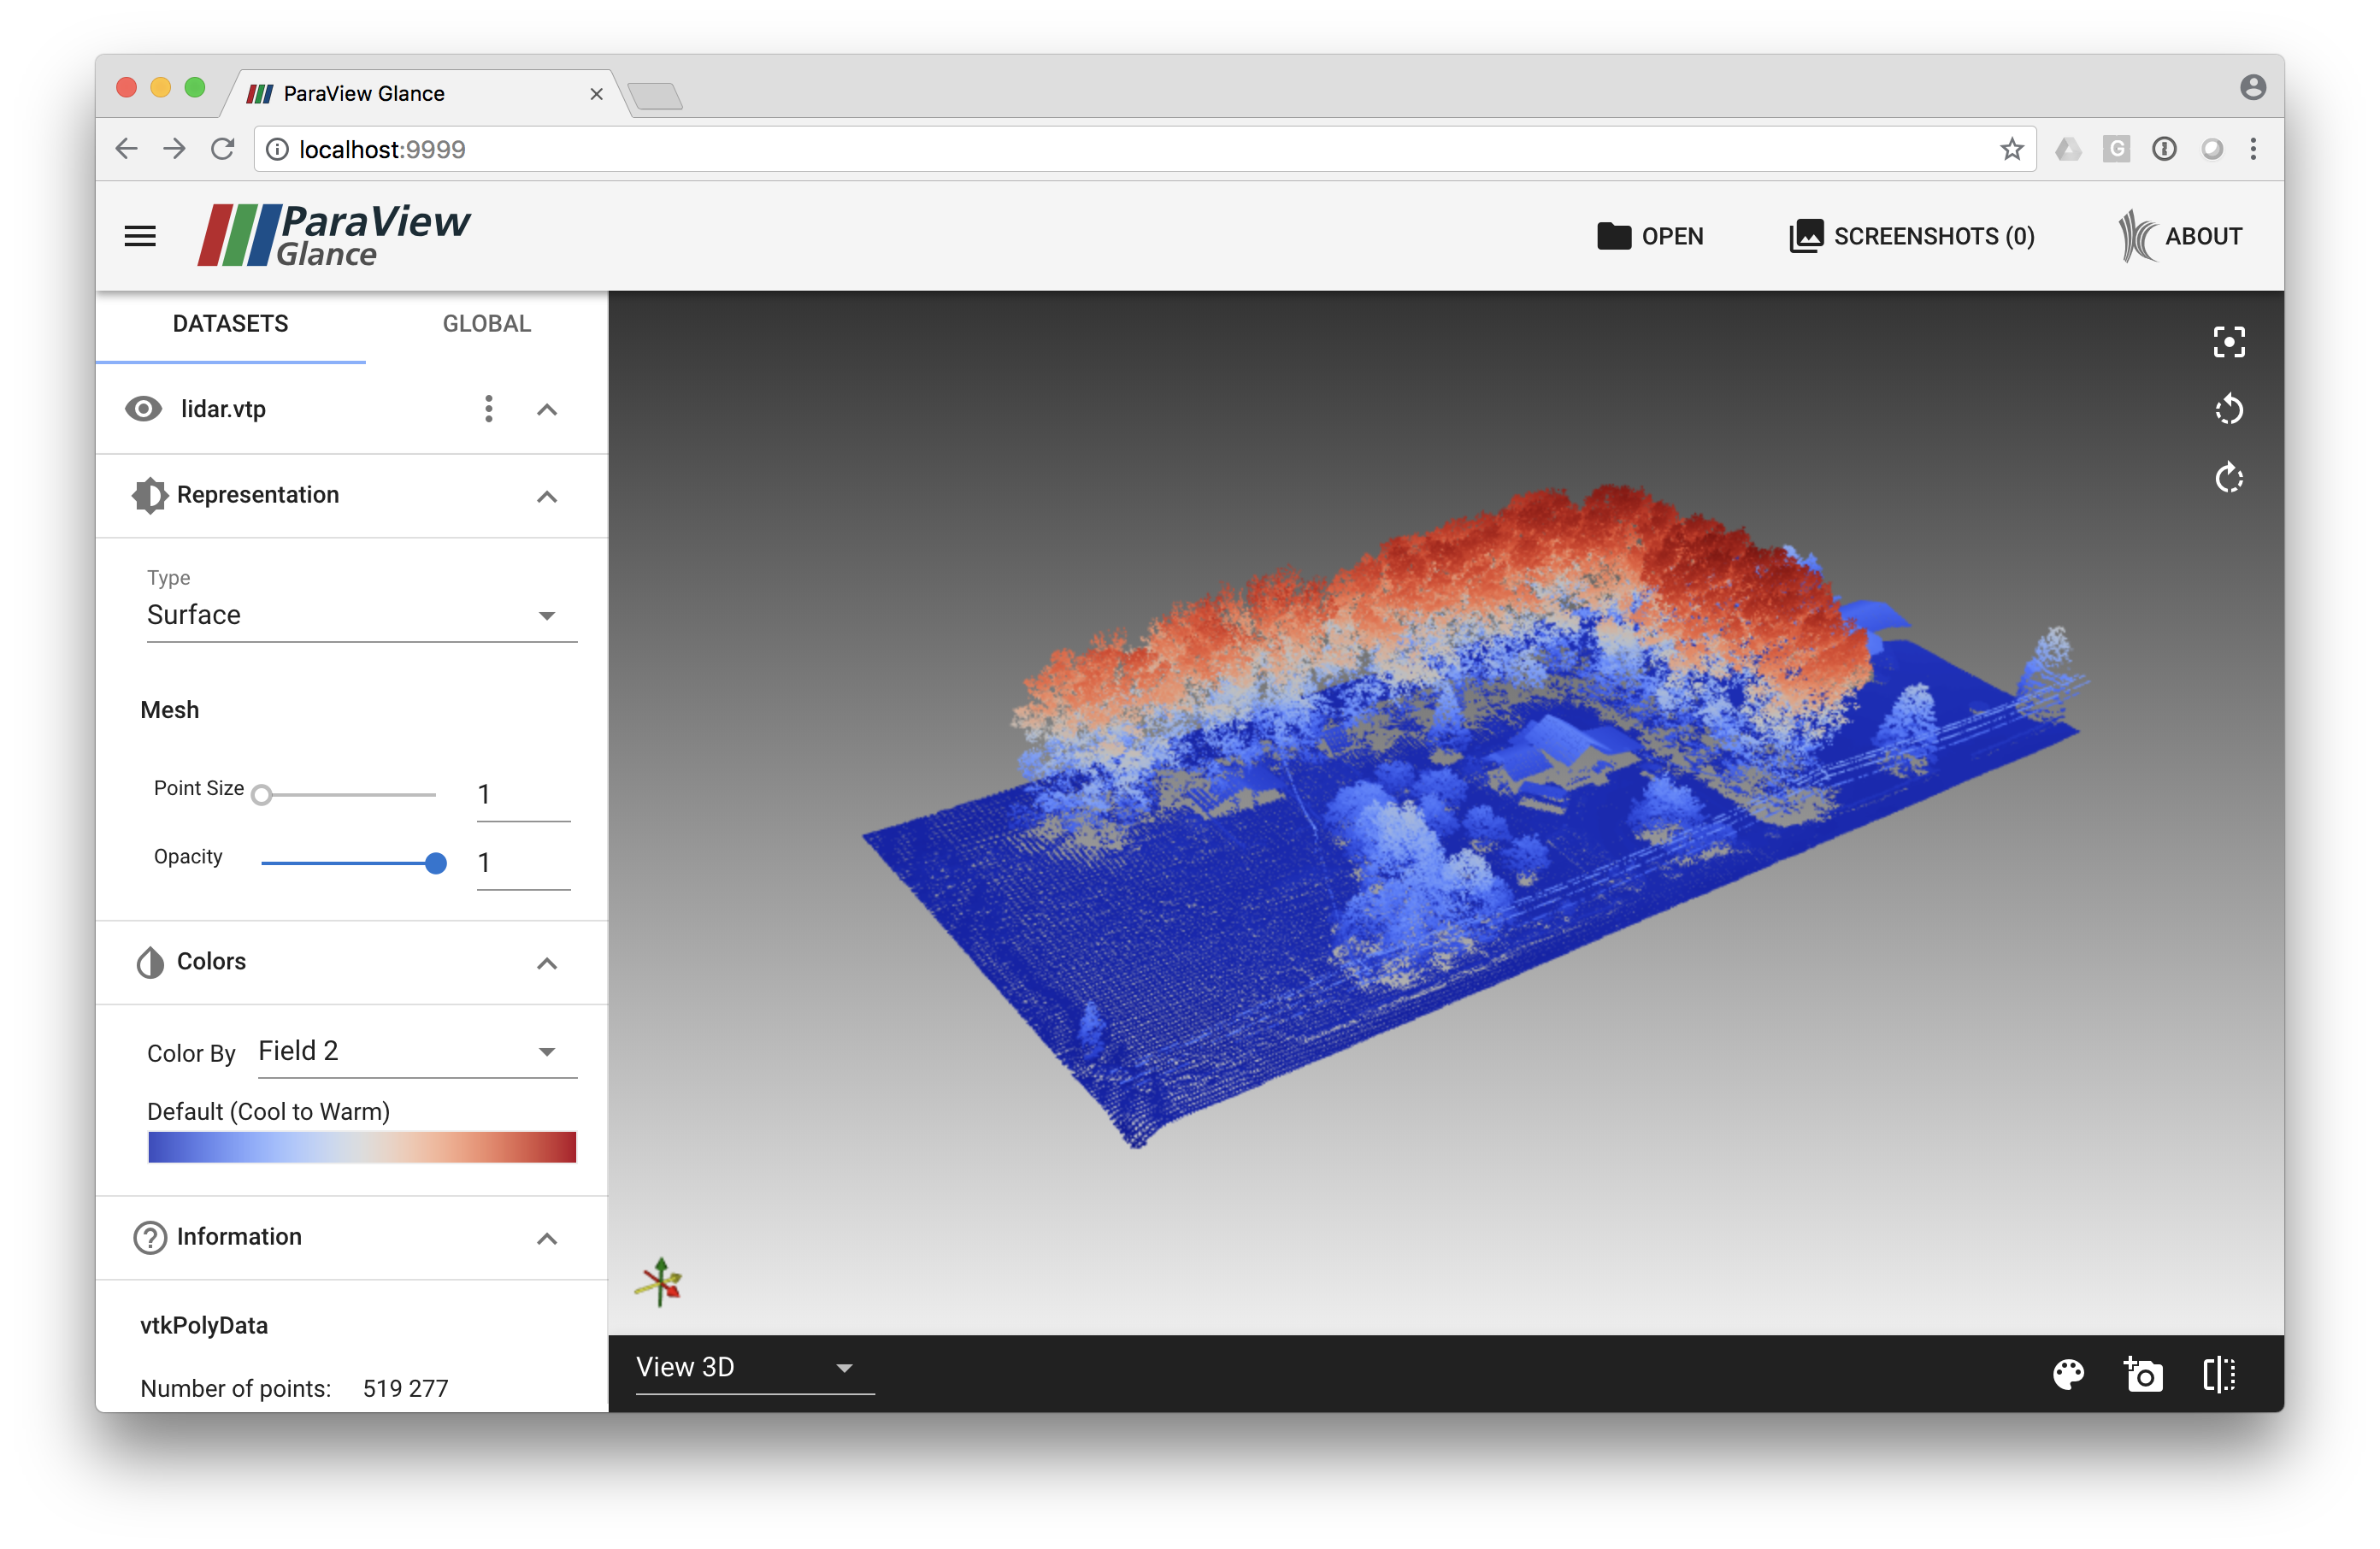 ParaView Glance
localhost:9999
ParaView
Glance
OPEN
SCREENSHOTS (0)
ABOUT
DATASETS
GLOBAL
lidar.vtp
Representation
Type
Surface
Mesh
Point Size 1
Opacity 1
Colors
Color By Field 2
Default (Cool to Warm)
Information
vtkPolyData
Number of points: 519 277
View 3D